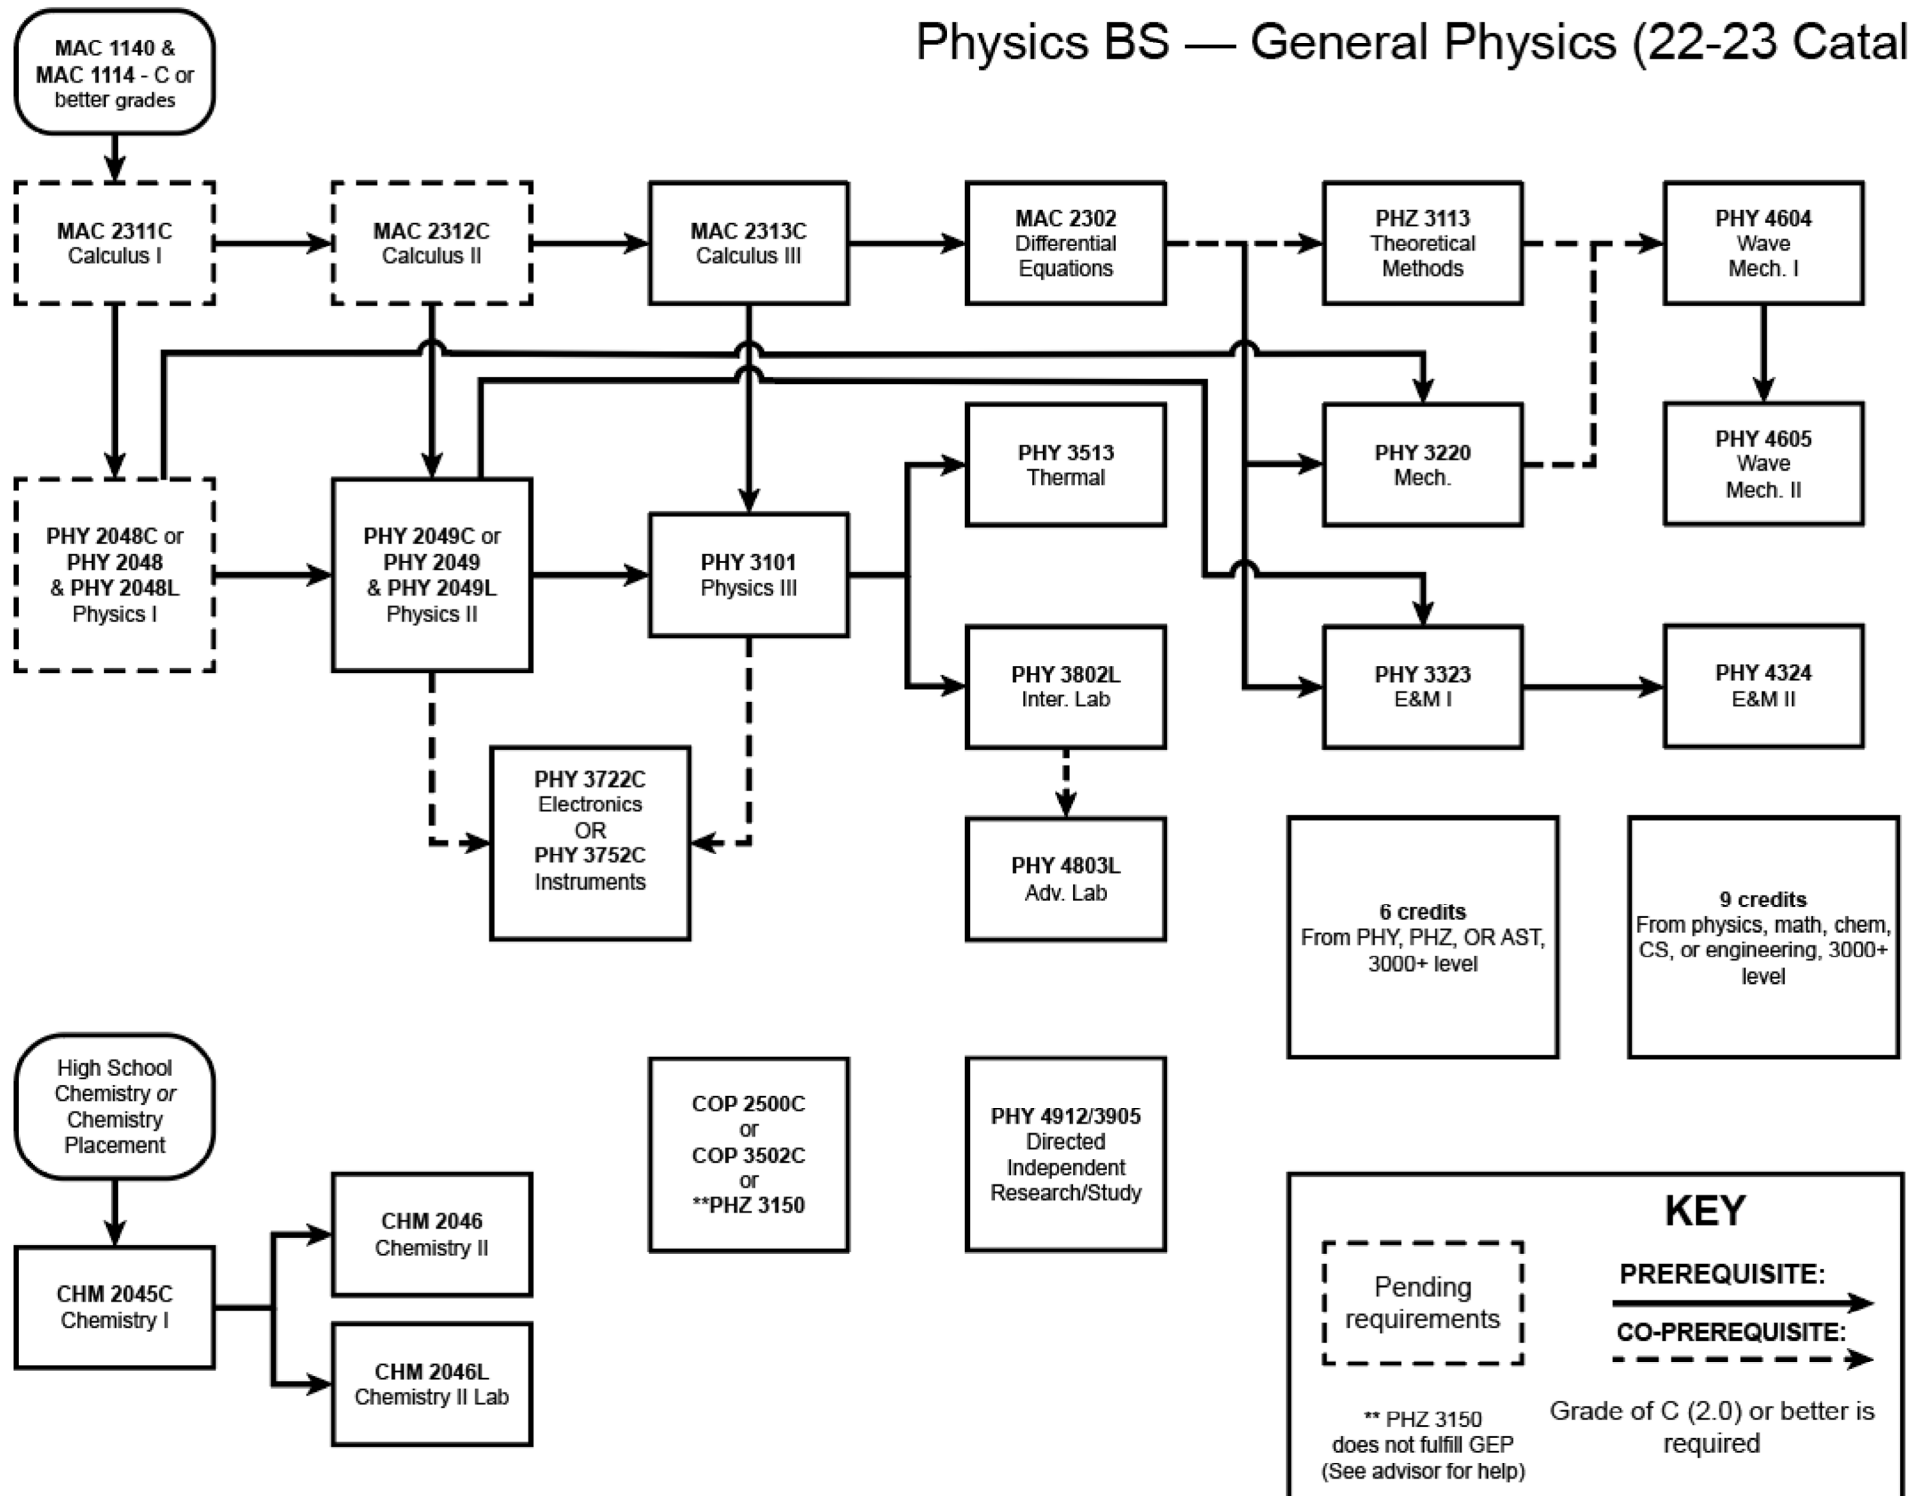 Physics BS — General Physics (22-23 Catal
MAC 1140 &
MAC 1114 - C or
better grades
MAC 2311C
Calculus I
MAC 2312C
Calculus II
MAC 2313C
Calculus III
MAC 2302
Differential
Equations
PHZ 3113
Theoretical
Methods
PHY 4604
Wave
Mech. I
PHY 3513
Thermal
PHY 3220
Mech.
PHY 4605
Wave
Mech. II
PHY 2048C or
PHY 2048
& PHY 2048L
Physics I
PHY 2049C or
PHY 2049
& PHY 2049L
Physics II
PHY 3101
Physics III
PHY 3802L
Inter. Lab
PHY 3323
E&M I
PHY 4324
E&M II
PHY 3722C
Electronics
OR
PHY 3752C
Instruments
PHY 4803L
Adv. Lab
6 credits
From PHY, PHZ, OR AST,
3000+ level
9 credits
From physics, math, chem,
CS, or engineering, 3000+
level
High School
Chemistry or
Chemistry
Placement
COP 2500C
or
COP 3502C
or
**PHZ 3150
PHY 4912/3905
Directed
Independent
Research/Study
CHM 2045C
Chemistry I
CHM 2046
Chemistry II
CHM 2046L
Chemistry II Lab
KEY
Pending
requirements
PREREQUISITE:
CO-PREREQUISITE:
** PHZ 3150
does not fulfill GEP
(See advisor for help)
Grade of C (2.0) or better is
required